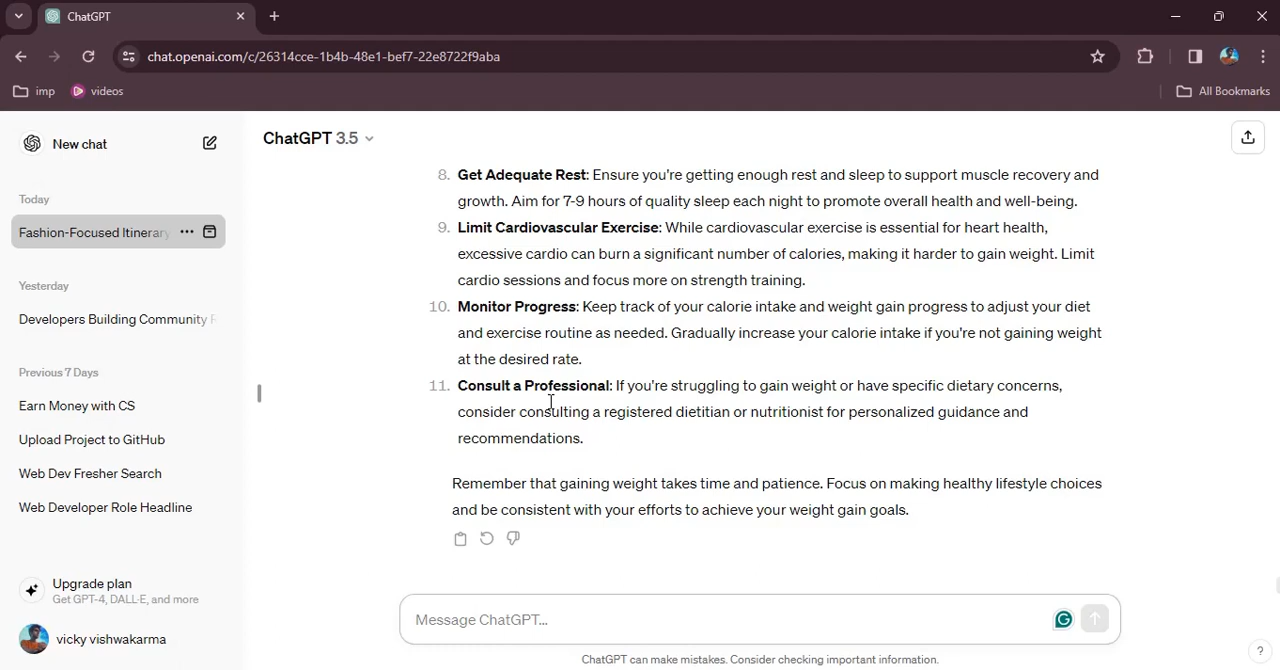 ChatGPT
chat.openai.com/c/26314cce-1b4b-48e1-bef7-22e8722f9aba
imp
videos
All Bookmarks
New chat
Today
Fashion-Focused Itinerary
Yesterday
Developers Building Community
Previous 7 Days
Earn Money with CS
Upload Project to GitHub
Web Dev Fresher Search
Web Developer Role Headline
Upgrade plan
Get GPT-4, DALL·E, and more
vicky vishwakarma
ChatGPT 3.5
8. Get Adequate Rest: Ensure you're getting enough rest and sleep to support muscle recovery and
growth. Aim for 7-9 hours of quality sleep each night to promote overall health and well-being.
9. Limit Cardiovascular Exercise: While cardiovascular exercise is essential for heart health,
excessive cardio can burn a significant number of calories, making it harder to gain weight. Limit
cardio sessions and focus more on strength training.
10. Monitor Progress: Keep track of your calorie intake and weight gain progress to adjust your diet
and exercise routine as needed. Gradually increase your calorie intake if you're not gaining weight
at the desired rate.
11. Consult a Professional: If you're struggling to gain weight or have specific dietary concerns,
consider consulting a registered dietitian or nutritionist for personalized guidance and
recommendations.
Remember that gaining weight takes time and patience. Focus on making healthy lifestyle choices
and be consistent with your efforts to achieve your weight gain goals.
Message ChatGPT...
ChatGPT can make mistakes. Consider checking important information.
?